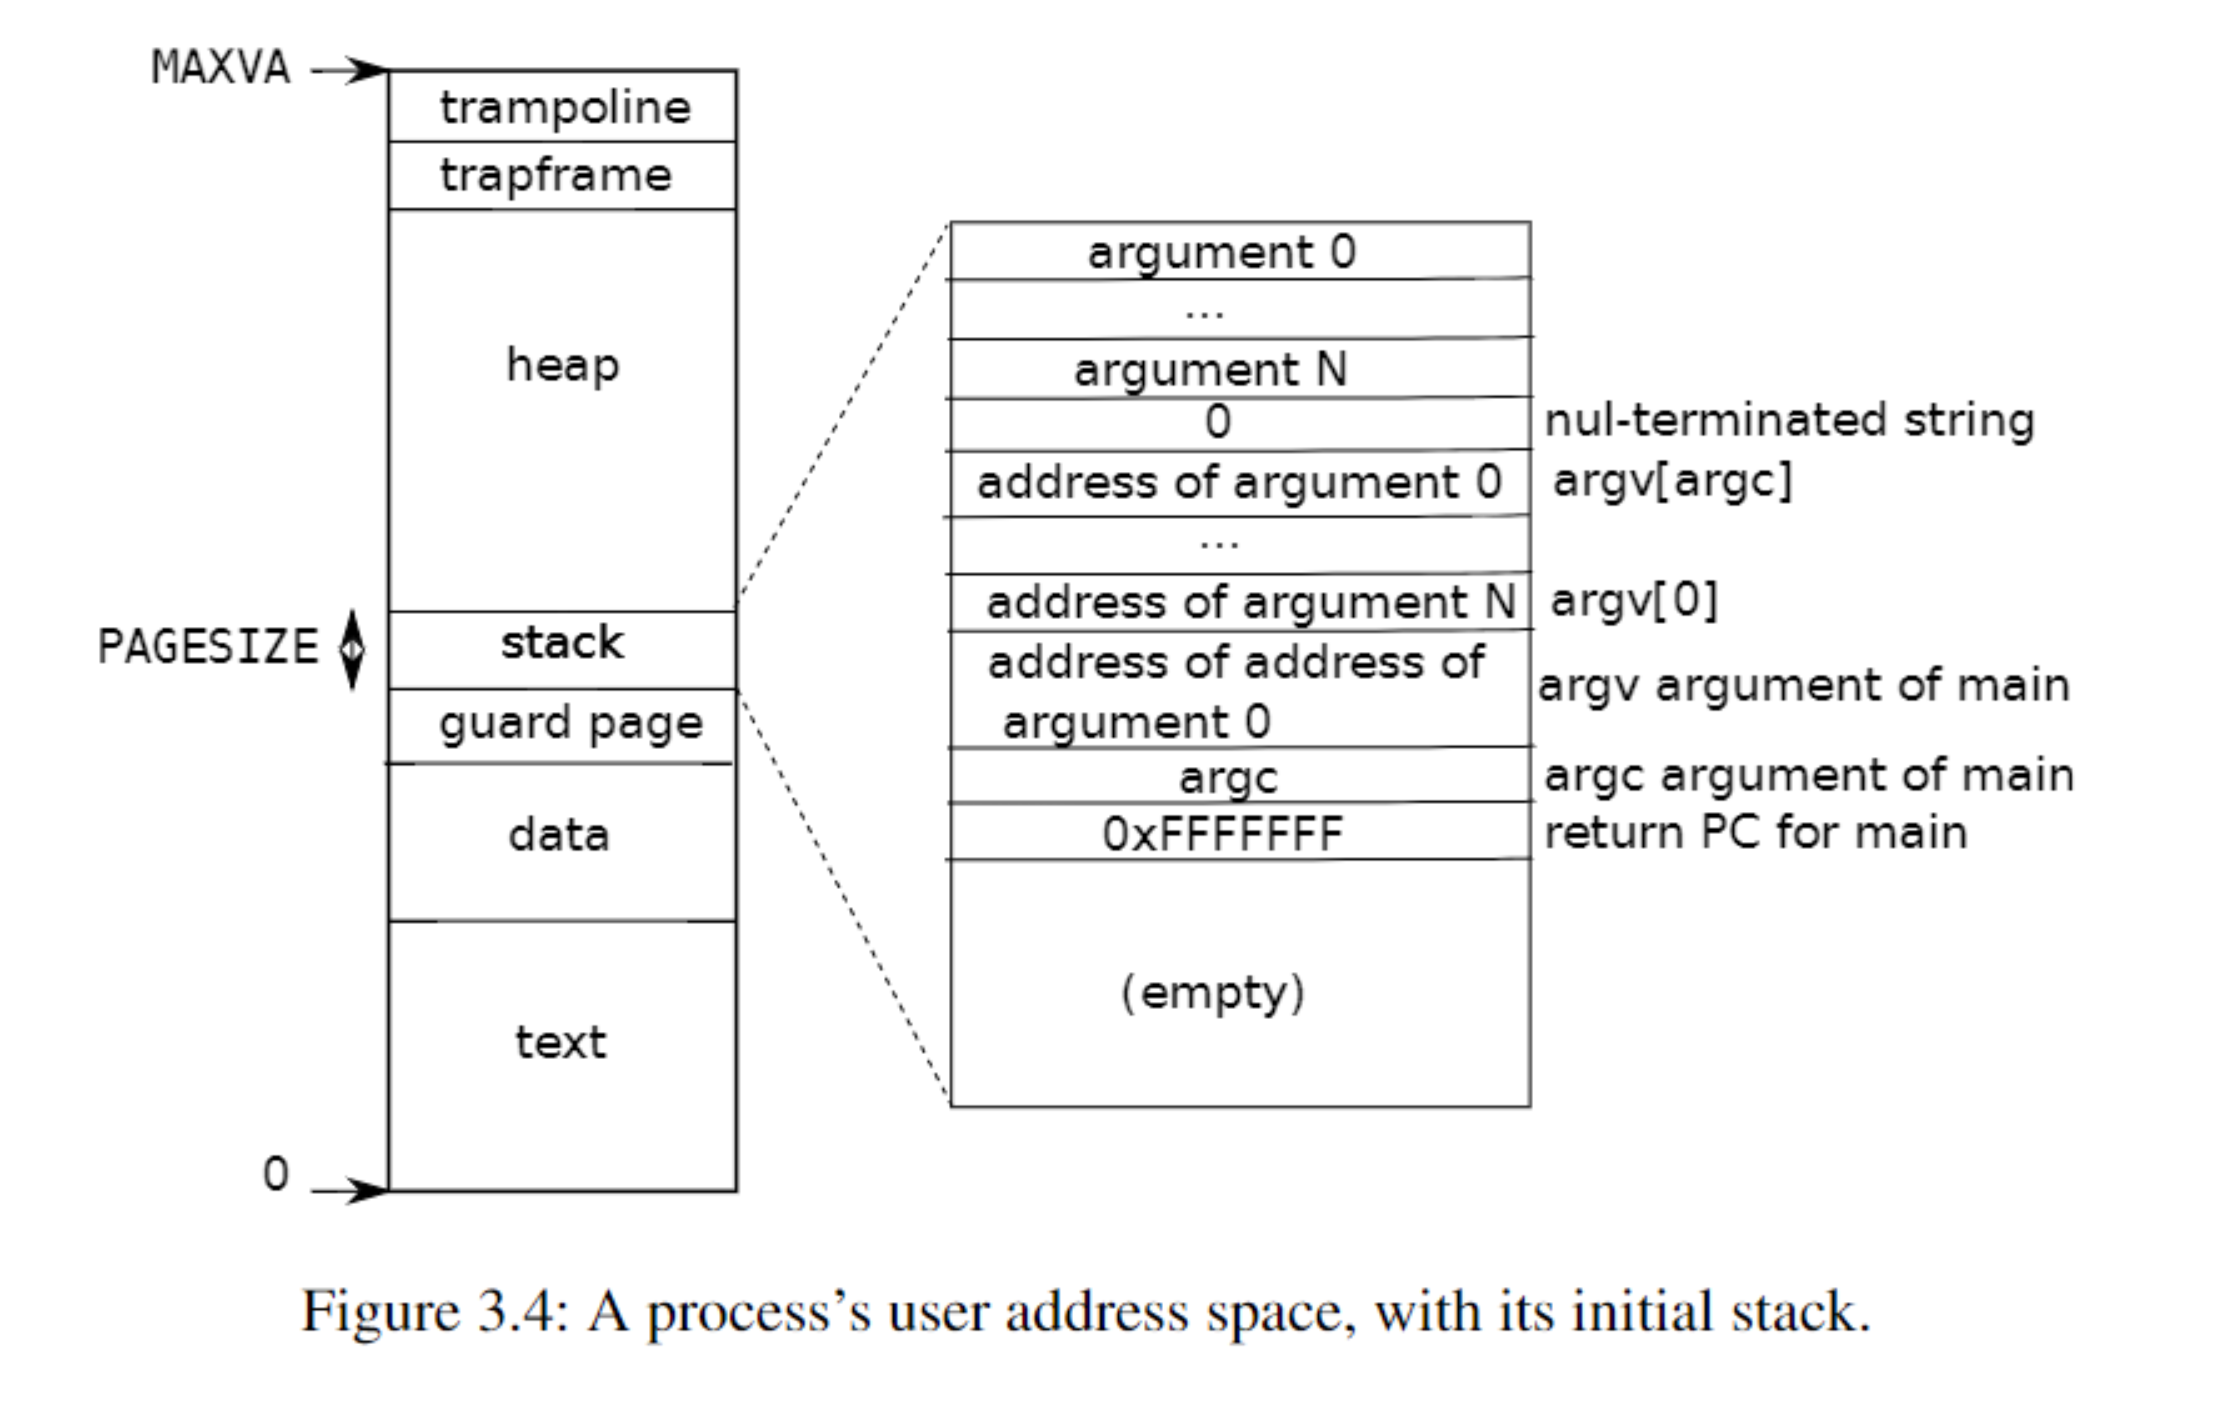 MAXVA
trampoline
trapframe
heap
PAGESIZE
stack
guard page
data
text
0
argument 0
...
argument N
0 nul-terminated string
address of argument 0 argv[argc]
...
address of argument N argv[0]
address of address of
argument 0
argv argument of main
argc argc argument of main
0xFFFFFFF return PC for main
(empty)
Figure 3.4: A process’s user address space, with its initial stack.